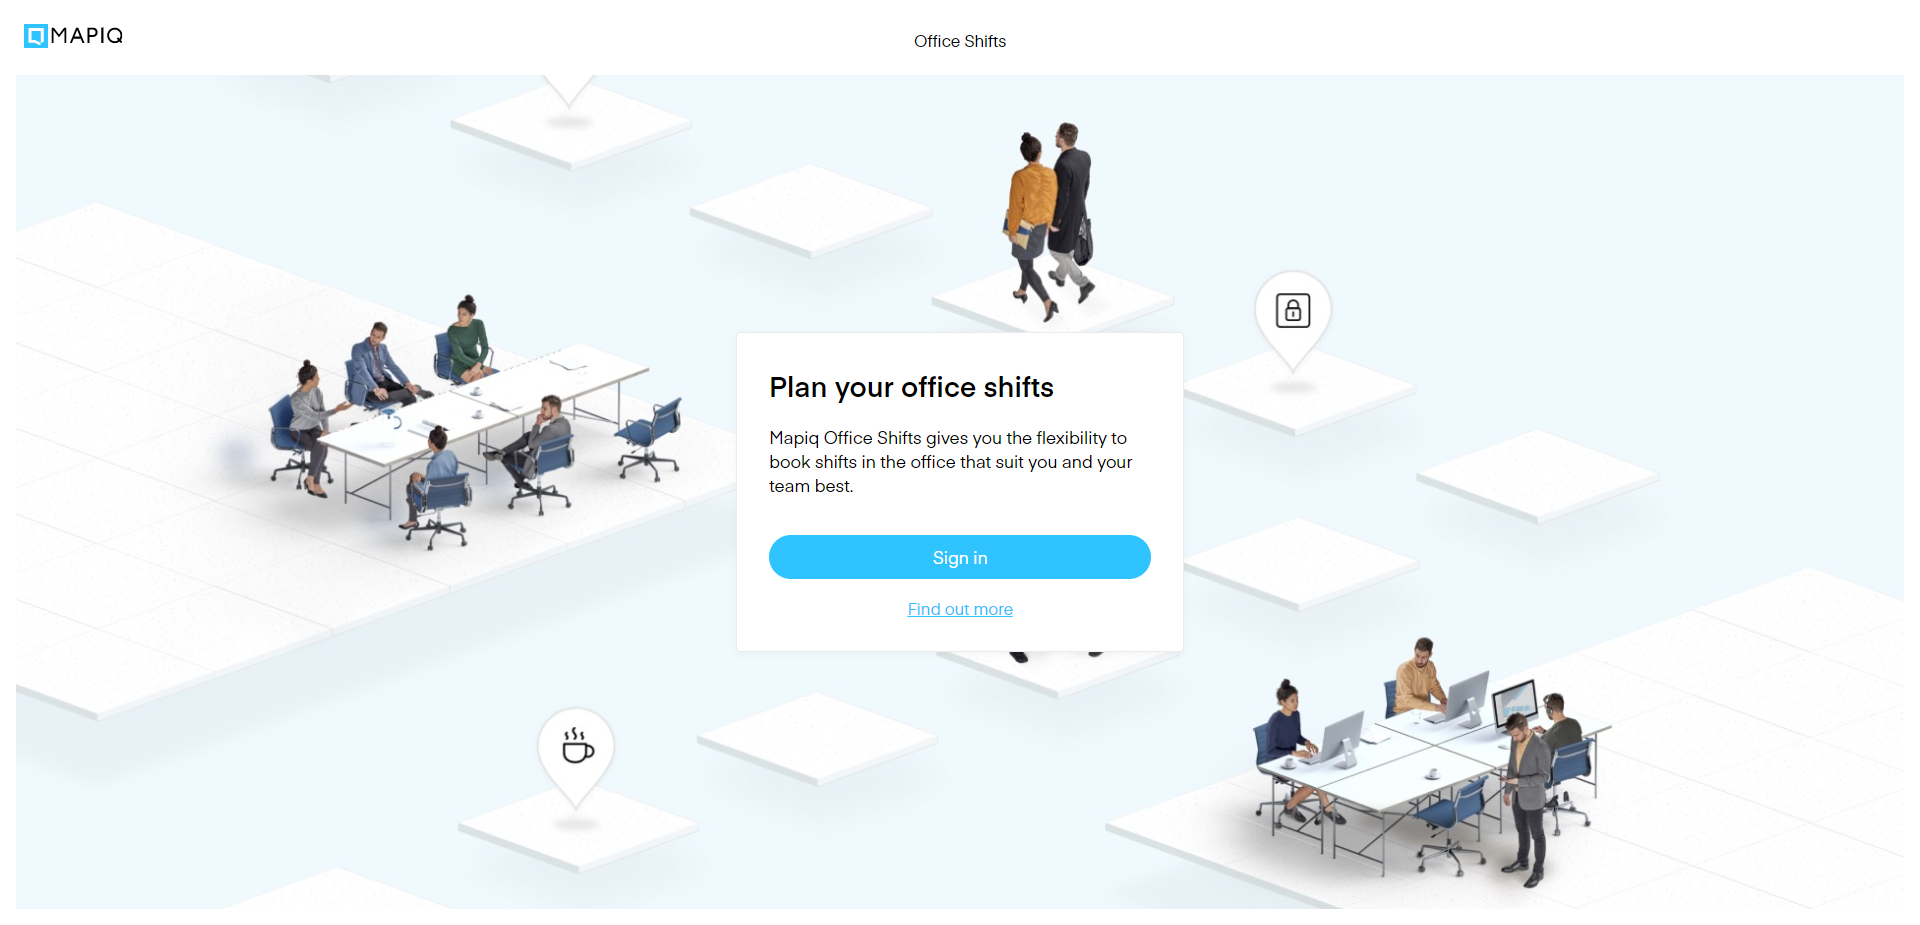 MAPIQ
Office Shifts
Plan your office shifts
Mapiq Office Shifts gives you the flexibility to
book shifts in the office that suit you and your
team best.
Sign in
Find out more